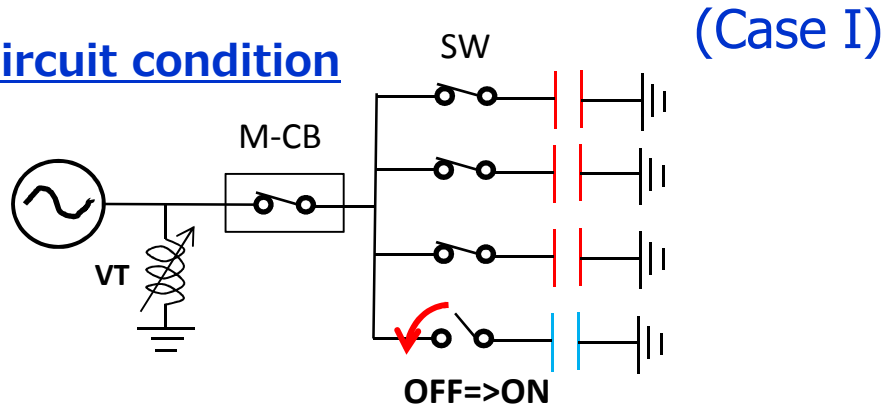 (Case I)
ircuit condition
SW
M-CB
VT
OFF=>ON